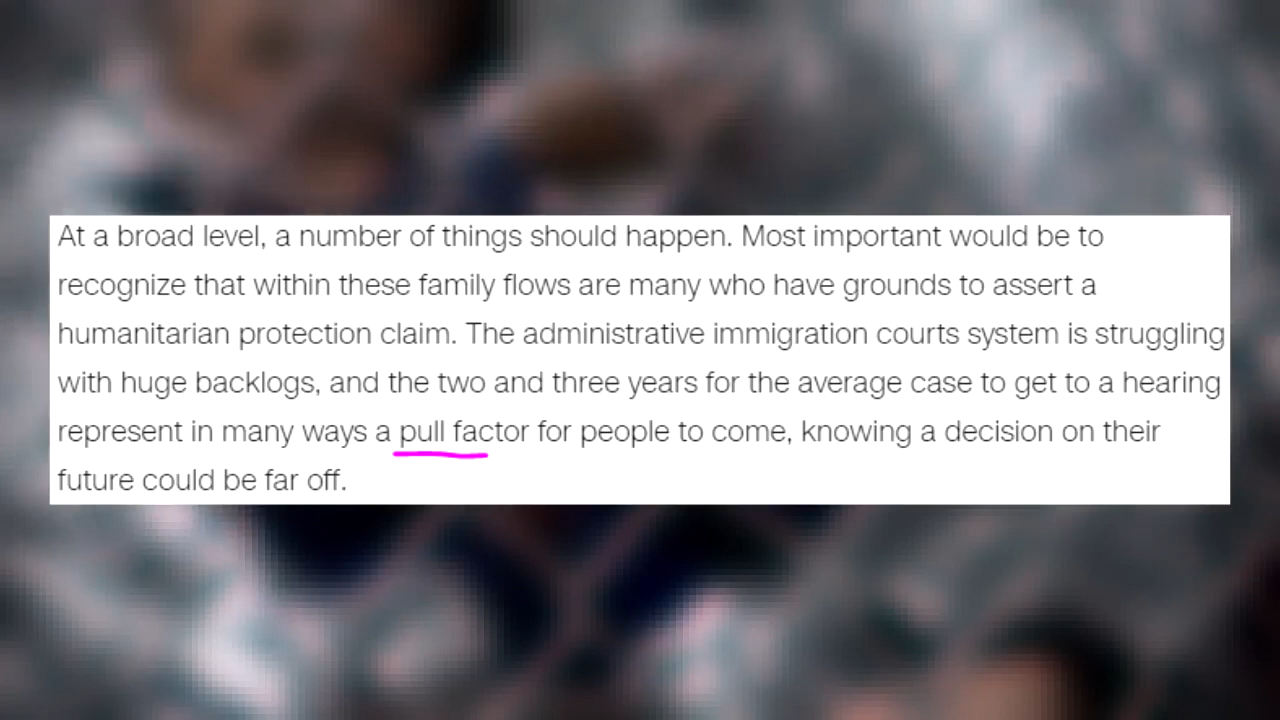 At a broad level, a number of things should happen. Most important would be to
recognize that within these family flows are many who have grounds to assert a
humanitarian protection claim. The administrative immigration courts system is struggling
with huge backlogs, and the two and three years for the average case to get to a hearing
represent in many ways a pull factor for people to come, knowing a decision on their
future could be far off.